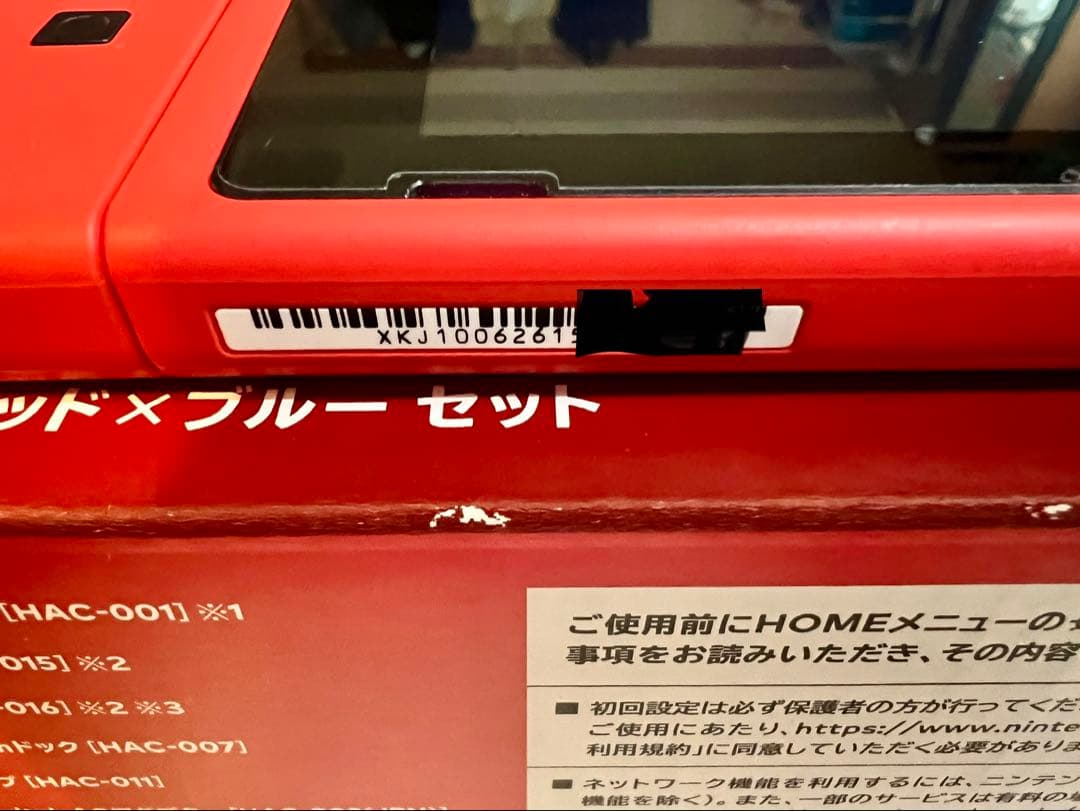 XKJ1006261
ッド×ブルー セット
[HAC-001] ※1
015] ※2
-016] ※2 ※3
ドック [HAC-007]
プ [HAC-011]
ご使用前にHOMEメニューの
事項をお読みいただき、その内容
■ 初回設定は必ず保護者の方が行ってくだ
ご使用にあたり、https://www.ninte
利用規約」に同意していただく必要がありま
■ ネットワーク機能を利用するには、ニンテン
機能を除く)。また、一部のサービスは有料の